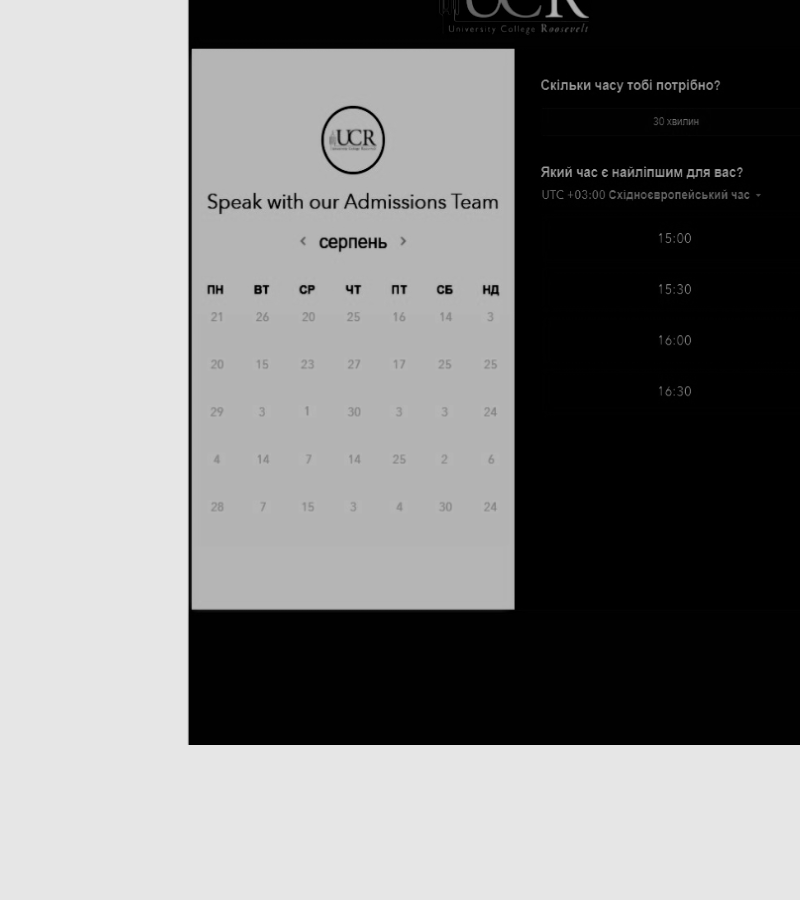 UCR
University College Roosevelt
UCR
Speak with our Admissions Team
‹ серпень ›
ПН ВТ СР ЧТ ПТ СБ НД
21 26 20 25 16 14 3
20 15 23 27 17 25 25
29 3 1 30 3 3 24
4 14 7 14 25 2 6
28 7 15 3 4 30 24
Скільки часу тобі потрібно?
30 хвилин
Який час є найліпшим для вас?
UTC +03:00 Східноєвропейський час
15:00
15:30
16:00
16:30